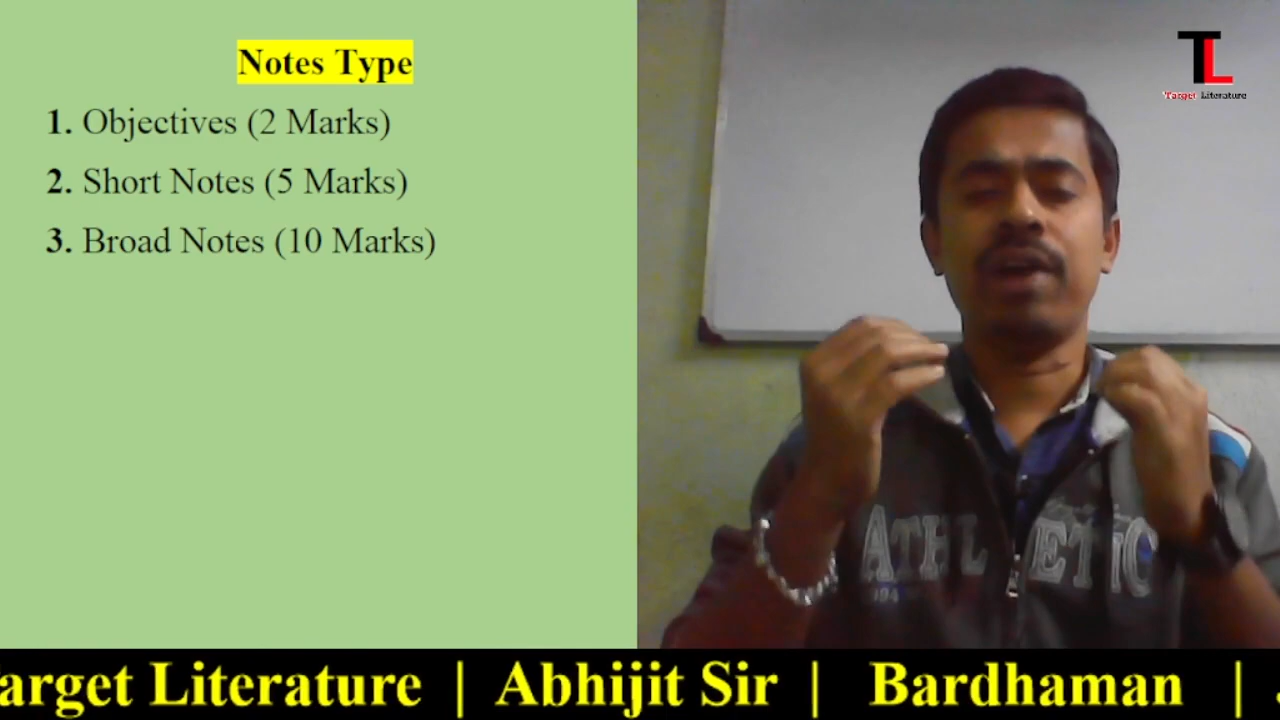 Notes Type
1. Objectives (2 Marks)
2. Short Notes (5 Marks)
3. Broad Notes (10 Marks)
TL
Target Literature
ATHLETIC
arget Literature | Abhijit Sir | Bardhaman |